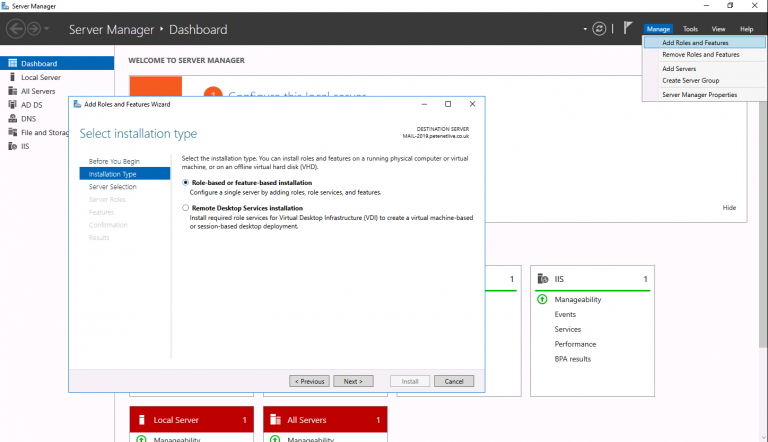 Server Manager
Server Manager • Dashboard
Manage
Tools
View
Help
Add Roles and Features
Remove Roles and Features
Add Servers
Create Server Group
Server Manager Properties
Dashboard
Local Server
All Servers
AD DS
DNS
File and Storag
IIS
WELCOME TO SERVER MANAGER
1 Configure this local server
Hide
Add Roles and Features Wizard
Select installation type
DESTINATION SERVER
MAIL-2019.petenetlive.co.uk
Before You Begin
Installation Type
Server Selection
Server Roles
Features
Confirmation
Results
Select the installation type. You can install roles and features on a running physical computer or virtual
machine, or on an offline virtual hard disk (VHD).
Role-based or feature-based installation
Configure a single server by adding roles, role services, and features.
Remote Desktop Services installation
Install required role services for Virtual Desktop Infrastructure (VDI) to create a virtual machine-based
or session-based desktop deployment.
< Previous
Next >
Install
Cancel
1
IIS 1
Manageability
Events
Services
Performance
BPA results
Local Server 1
Manageability
All Servers 1
Manageability